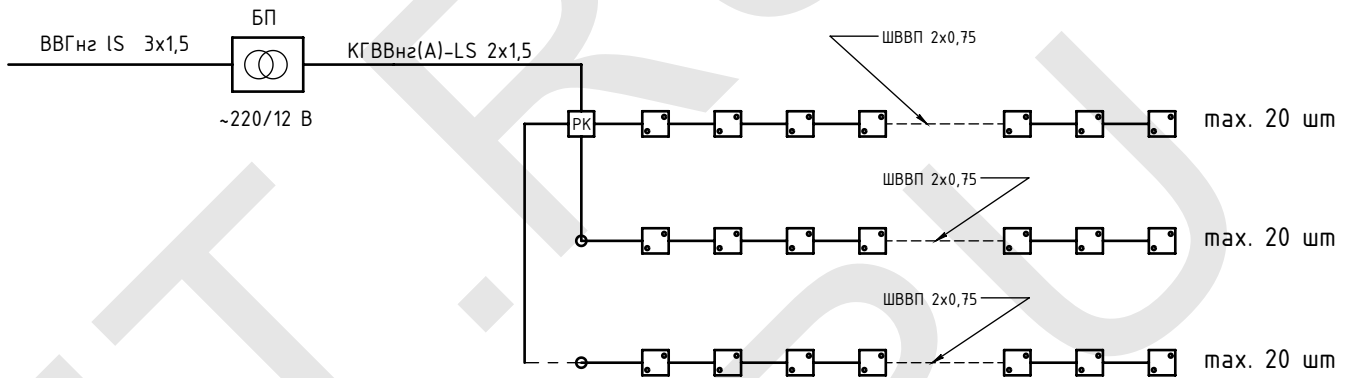 БП
ВВГнг lS 3х1,5
КГВВнг(А)-LS 2х1,5
~220/12 В
ШВВП 2х0,75
РК
max. 20 шт
ШВВП 2х0,75
max. 20 шт
ШВВП 2х0,75
max. 20 шт